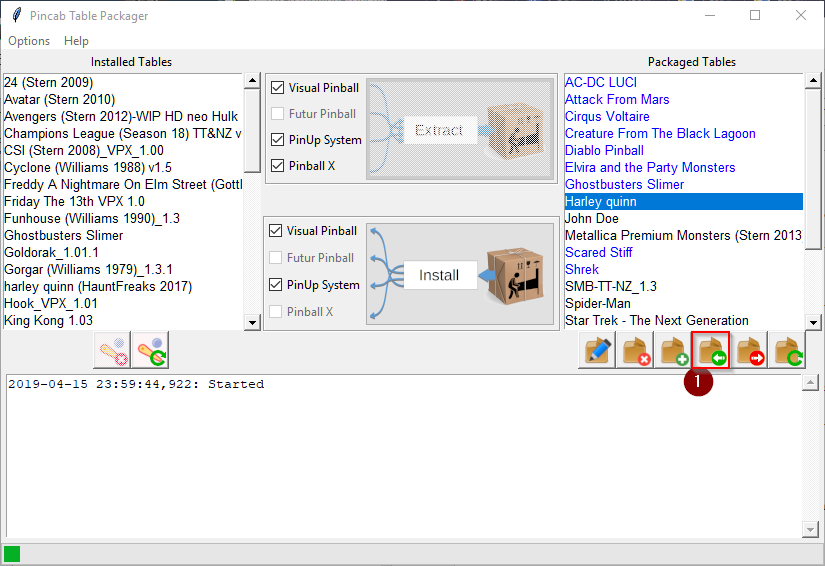 Pincab Table Packager
Options Help
Installed Tables
24 (Stern 2009)
Avatar (Stern 2010)
Avengers (Stern 2012)-WIP HD neo Hulk
Champions League (Season 18) TT&NZ v
CSI (Stern 2008)_VPX_1.00
Cyclone (Williams 1988) v1.5
Freddy A Nightmare On Elm Street (Gottl
Friday The 13th VPX 1.0
Funhouse (Williams 1990)_1.3
Ghostbusters Slimer
Goldorak_1.01.1
Gorgar (Williams 1979)_1.3.1
harley quinn (HauntFreaks 2017)
Hook_VPX_1.01
King Kong 1.03
Visual Pinball
Futur Pinball
PinUp System
Pinball X
Extract
Visual Pinball
Futur Pinball
PinUp System
Pinball X
Install
Packaged Tables
AC-DC LUCI
Attack From Mars
Cirqus Voltaire
Creature From The Black Lagoon
Diablo Pinball
Elvira and the Party Monsters
Ghostbusters Slimer
Harley quinn
John Doe
Metallica Premium Monsters (Stern 2013
Scared Stiff
Shrek
SMB-TT-NZ_1.3
Spider-Man
Star Trek - The Next Generation
1
2019-04-15 23:59:44,922: Started